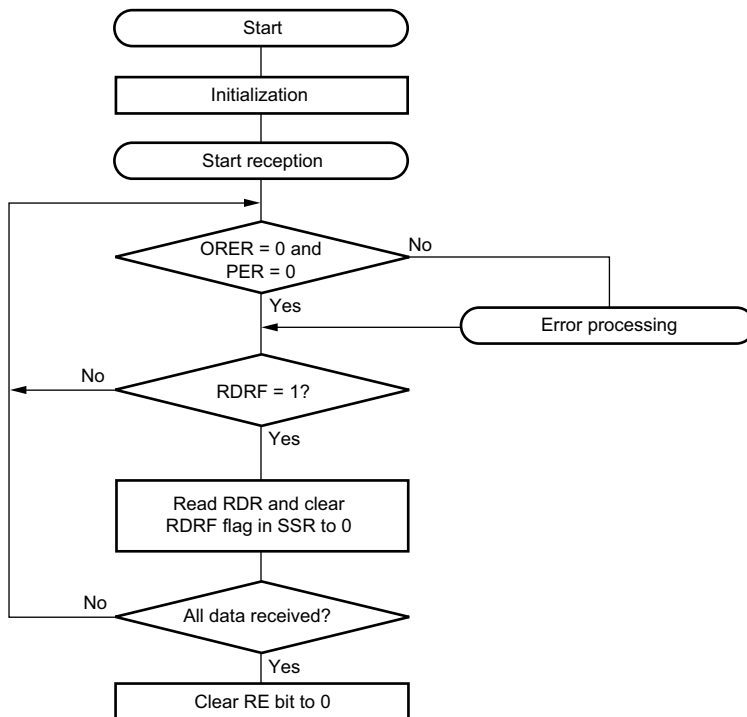 Start
Initialization
Start reception
ORER = 0 and
PER = 0
No
Yes
Error processing
No
RDRF = 1?
Yes
Read RDR and clear
RDRF flag in SSR to 0
No
All data received?
Yes
Clear RE bit to 0